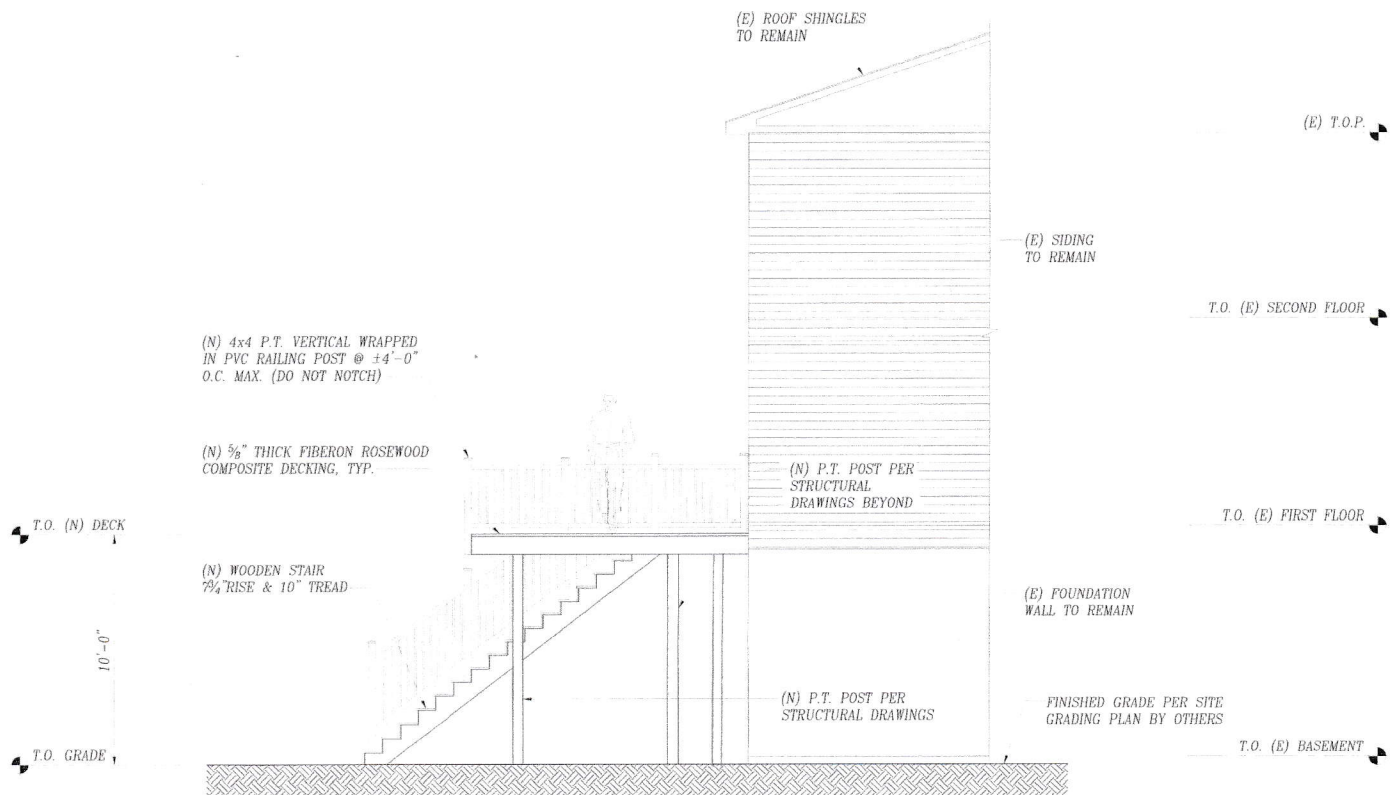 (E) ROOF SHINGLES
TO REMAIN
(E) T.O.P.
(E) SIDING
TO REMAIN
T.O. (E) SECOND FLOOR
(N) 4x4 P.T. VERTICAL WRAPPED
IN PVC RAILING POST @ ±4'-0"
O.C. MAX. (DO NOT NOTCH)
(N) 5/8" THICK FIBERON ROSEWOOD
COMPOSITE DECKING, TYP.
(N) P.T. POST PER
STRUCTURAL
DRAWINGS BEYOND
T.O. (N) DECK
T.O. (E) FIRST FLOOR
(N) WOODEN STAIR
7¾" RISE & 10" TREAD
(E) FOUNDATION
WALL TO REMAIN
10'-0"
(N) P.T. POST PER
STRUCTURAL DRAWINGS
FINISHED GRADE PER SITE
GRADING PLAN BY OTHERS
T.O. GRADE
T.O. (E) BASEMENT